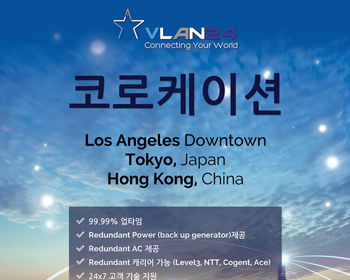 VLAN24
Connecting Your World
코로케이션
Los Angeles Downtown
Tokyo, Japan
Hong Kong, China
99.99% 업타임
Redundant Power (back up generator)제공
Redundant AC 제공
Redundant 캐리어 가능 (Level3, NTT, Cogent, Ace)
24x7 고객 기술 지원